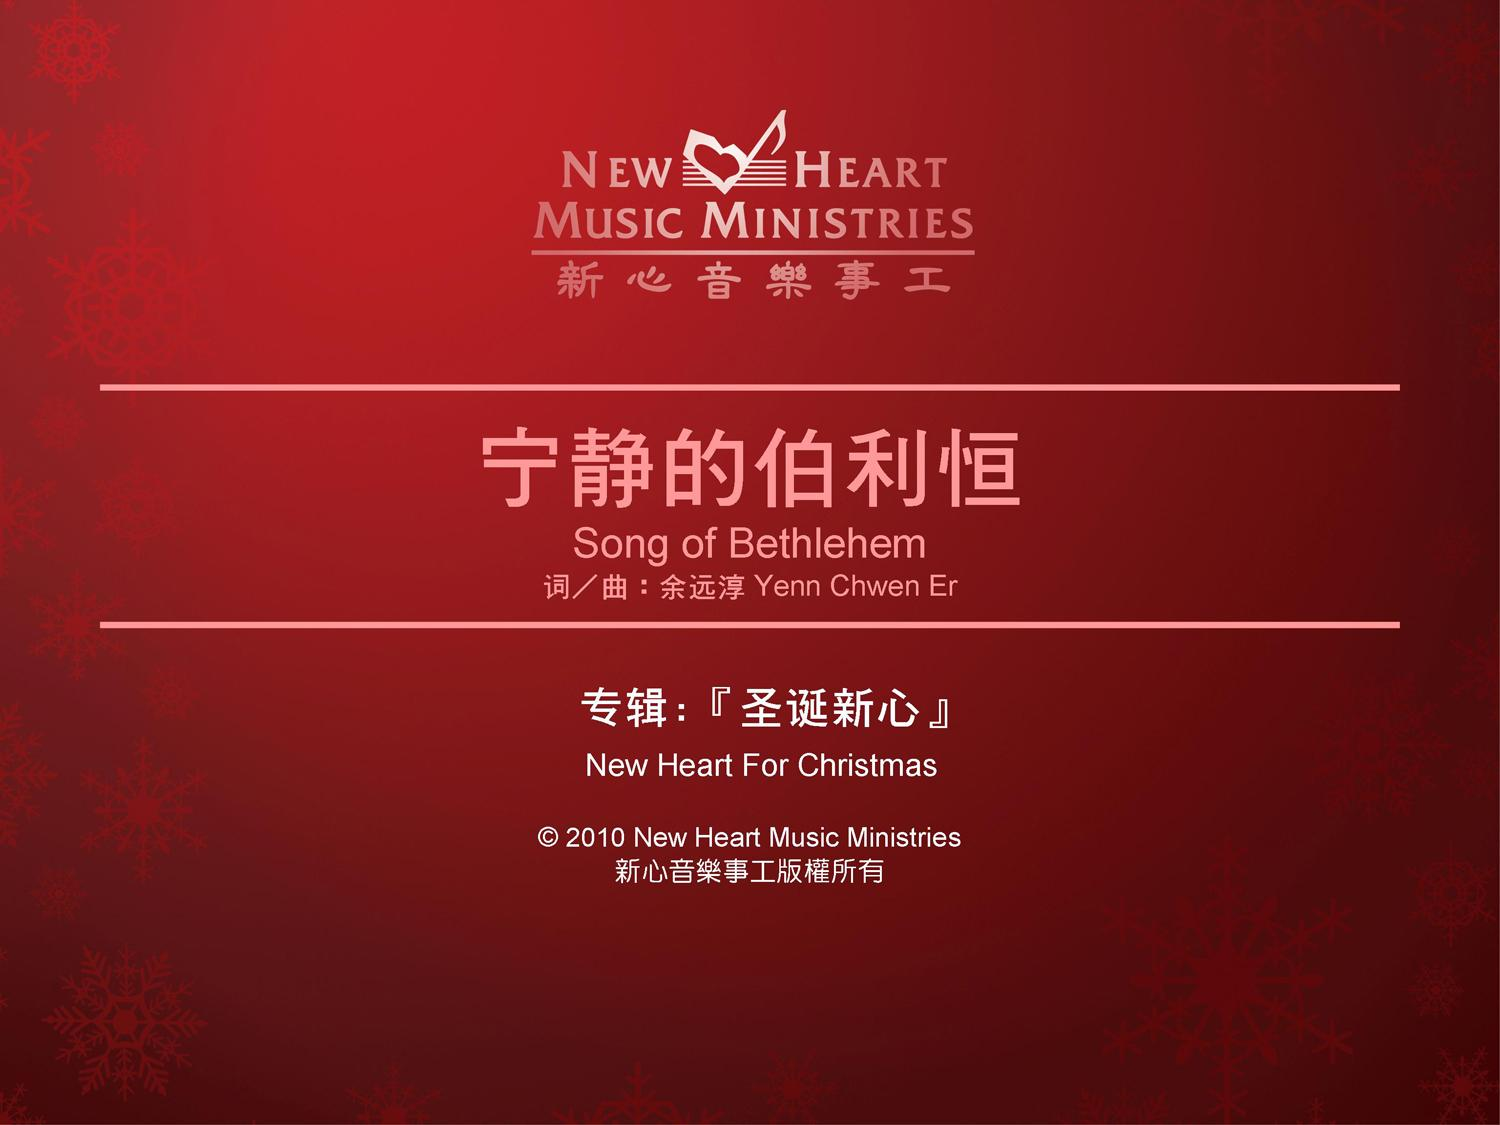 NEW HEART
MUSIC MINISTRIES
新心音樂事工
宁静的伯利恒
Song of Bethlehem
词／曲：余远淳 Yenn Chwen Er
专辑:『圣诞新心』
New Heart For Christmas
© 2010 New Heart Music Ministries
新心音樂事工版權所有